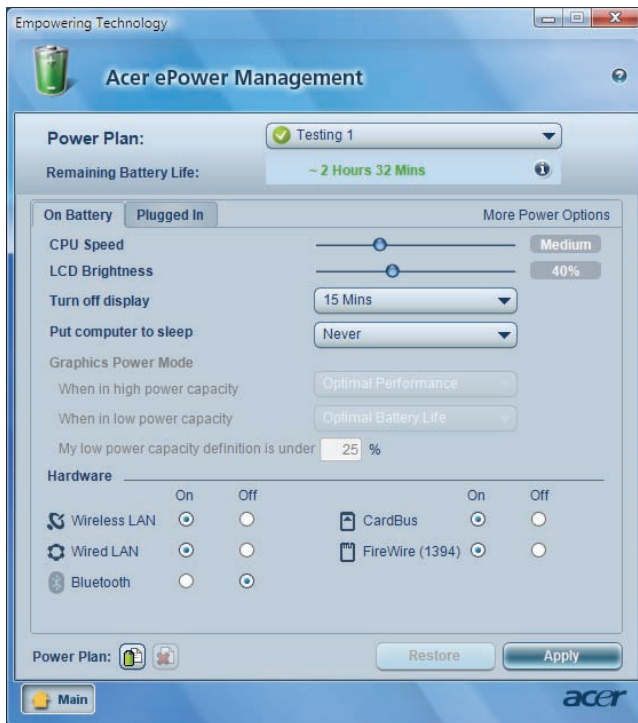 Empowering Technology
Acer ePower Management
Power Plan: Testing 1
Remaining Battery Life: ~ 2 Hours 32 Mins
On Battery Plugged In More Power Options
CPU Speed Medium
LCD Brightness 40%
Turn off display 15 Mins
Put computer to sleep Never
Graphics Power Mode
When in high power capacity Optimal Performance
When in low power capacity Optimal Battery Life
My low power capacity definition is under 25 %
Hardware
On Off On Off
Wireless LAN CardBus
Wired LAN FireWire (1394)
Bluetooth
Power Plan: Restore Apply
Main acer